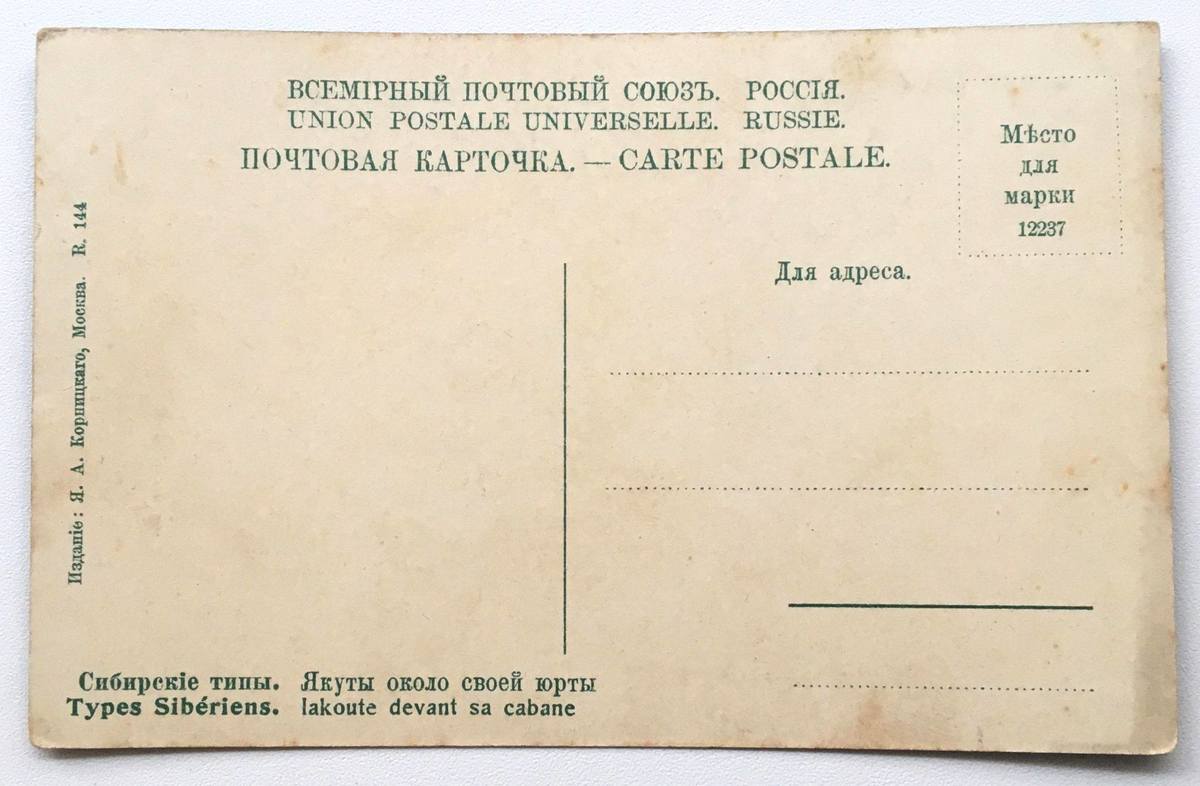 ВСЕМІРНЫЙ ПОЧТОВЫЙ СОЮЗЪ. РОССІЯ.
UNION POSTALE UNIVERSELLE. RUSSIE.
ПОЧТОВАЯ КАРТОЧКА. — CARTE POSTALE.
Мѣсто
для
марки
12237
Для адреса.
Изданіе: Я. А. Корницкаго, Москва. R. 144
Сибирскіе типы. Якуты около своей юрты
Types Sibériens. Iakoute devant sa cabane